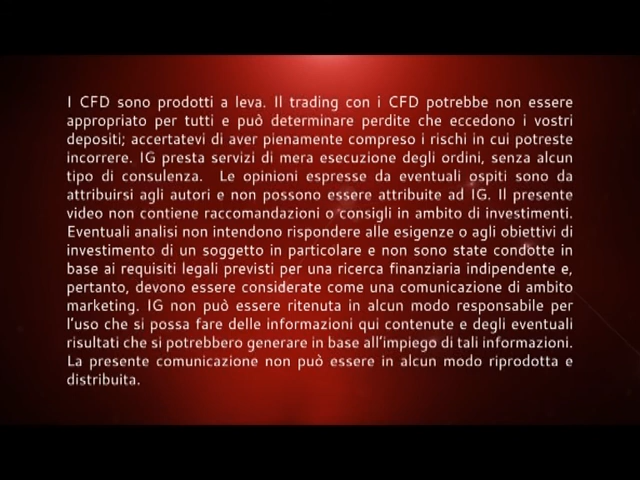 I CFD sono prodotti a leva. Il trading con i CFD potrebbe non essere
appropriato per tutti e può determinare perdite che eccedono i vostri
depositi; accertatevi di aver pienamente compreso i rischi in cui potreste
incorrere. IG presta servizi di mera esecuzione degli ordini, senza alcun
tipo di consulenza. Le opinioni espresse da eventuali ospiti sono da
attribuirsi agli autori e non possono essere attribuite ad IG. Il presente
video non contiene raccomandazioni o consigli in ambito di investimenti.
Eventuali analisi non intendono rispondere alle esigenze o agli obiettivi di
investimento di un soggetto in particolare e non sono state condotte in
base ai requisiti legali previsti per una ricerca finanziaria indipendente e,
pertanto, devono essere considerate come una comunicazione di ambito
marketing. IG non può essere ritenuta in alcun modo responsabile per
l'uso che si possa fare delle informazioni qui contenute e degli eventuali
risultati che si potrebbero generare in base all'impiego di tali informazioni.
La presente comunicazione non può essere in alcun modo riprodotta e
distribuita.